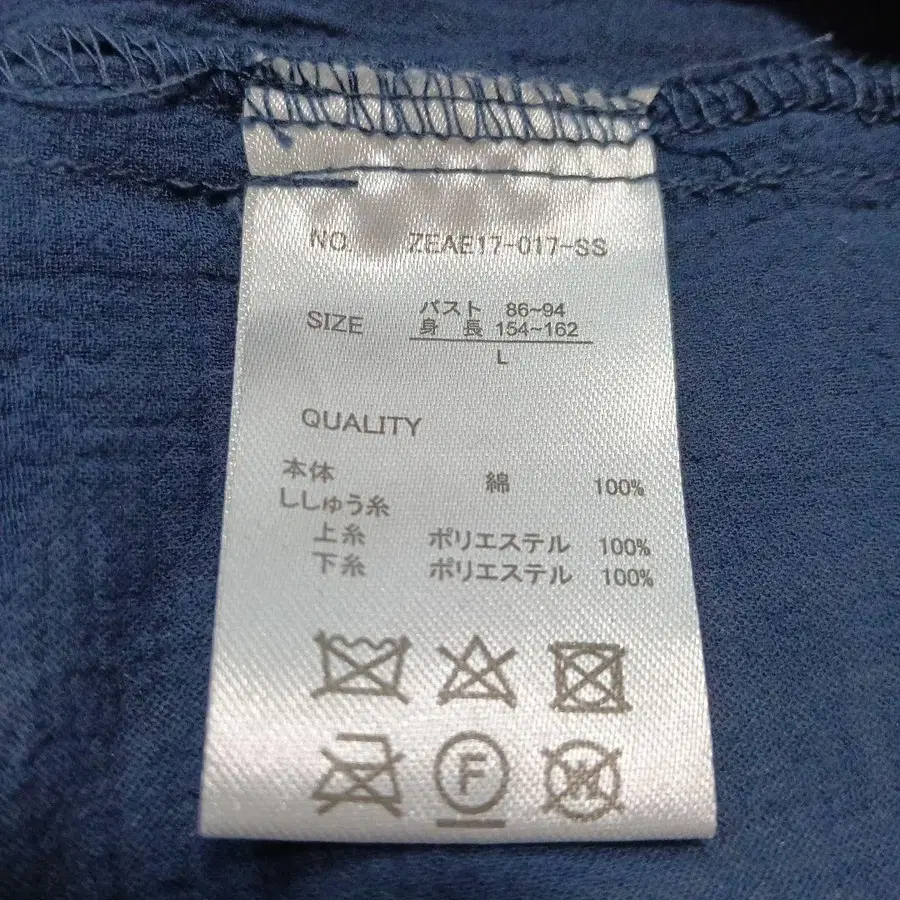 NO. ZEAE17-017-SS
SIZE バスト 86~94
身 長 154~162
L
QUALITY
本体 綿 100%
ししゅう糸
上糸 ポリエステル 100%
下糸 ポリエステル 100%
F W